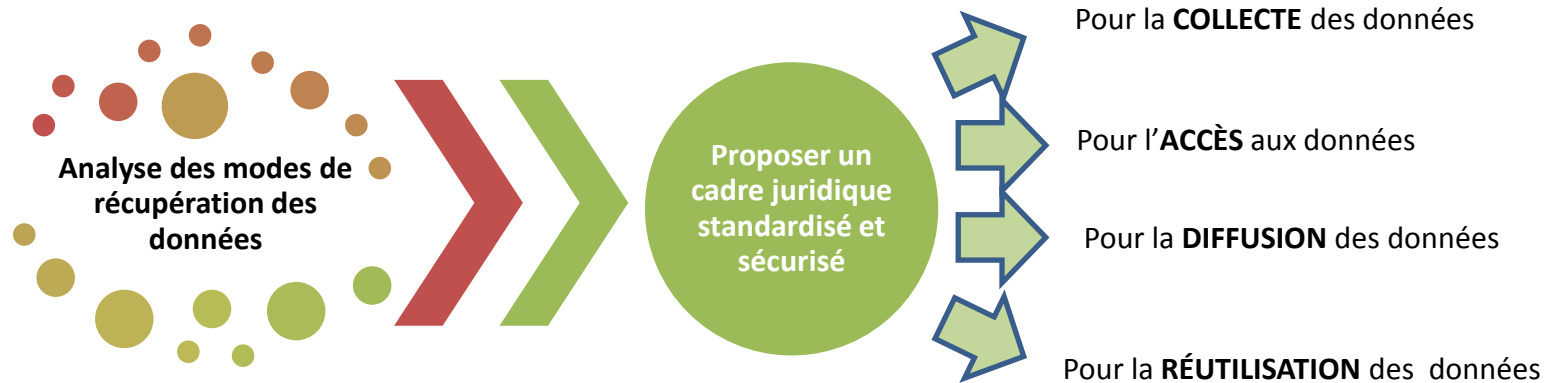 Analyse des modes de
récupération des
données
Proposer un
cadre juridique
standardisé et
sécurisé
Pour la COLLECTE des données
Pour l’ACCÈS aux données
Pour la DIFFUSION des données
Pour la RÉUTILISATION des données